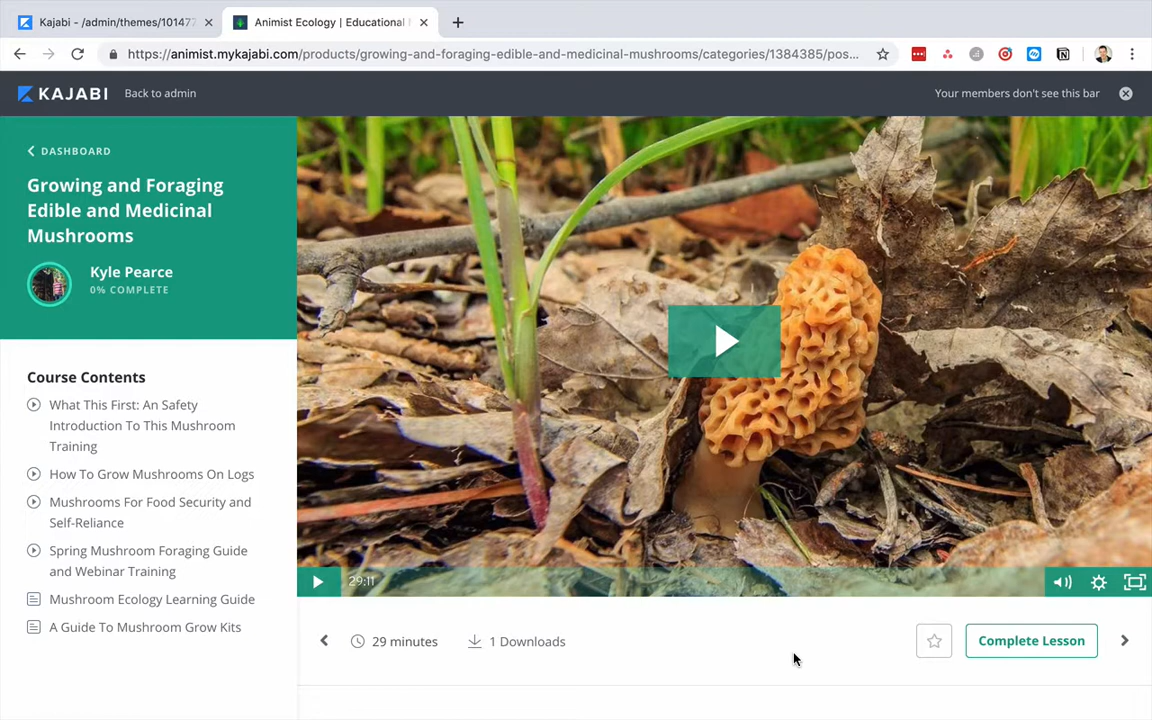 Kajabi - /admin/themes/101477
Animist Ecology | Educational
https://animist.mykajabi.com/products/growing-and-foraging-edible-and-medicinal-mushrooms/categories/1384385/pos...
KAJABI Back to admin
Your members don't see this bar
DASHBOARD
Growing and Foraging
Edible and Medicinal
Mushrooms
Kyle Pearce
0% COMPLETE
Course Contents
What This First: An Safety
Introduction To This Mushroom
Training
How To Grow Mushrooms On Logs
Mushrooms For Food Security and
Self-Reliance
Spring Mushroom Foraging Guide
and Webinar Training
Mushroom Ecology Learning Guide
A Guide To Mushroom Grow Kits
29:11
29 minutes
1 Downloads
Complete Lesson